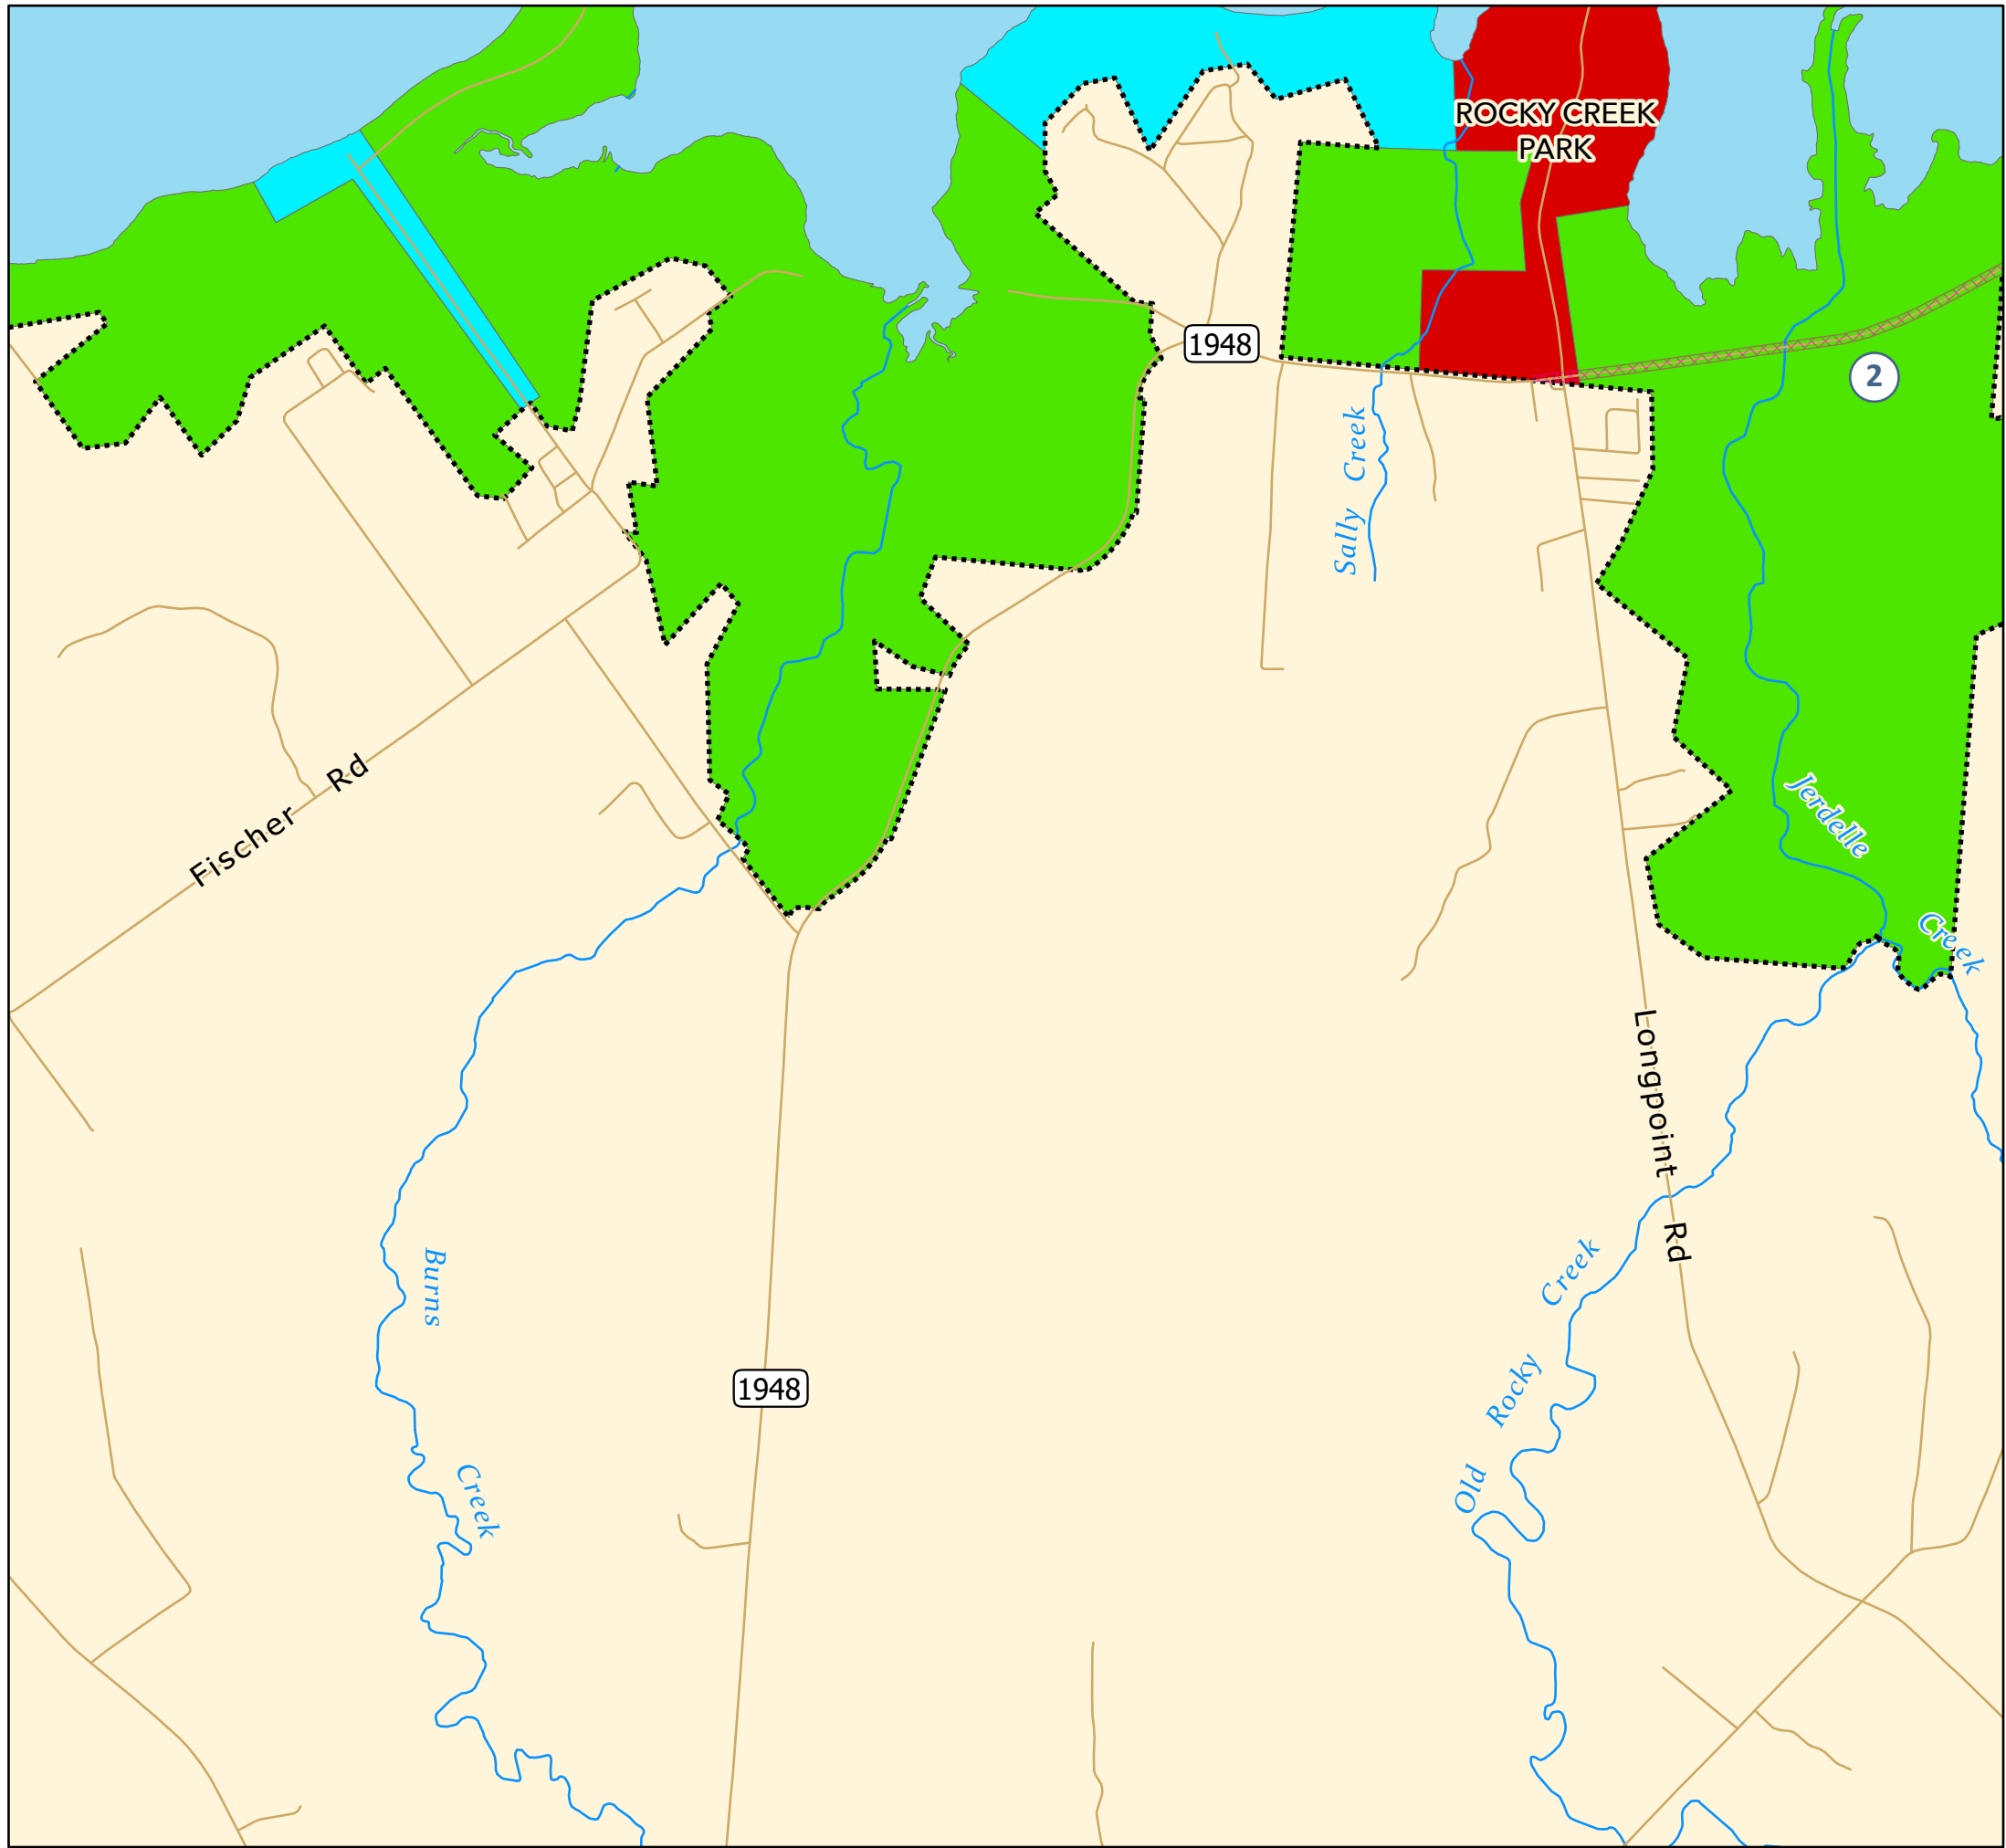 ROCKY CREEK
PARK
1948
2
Sally Creek
Fischer Rd
Jerdelle Creek
Longpoint Rd
Burns Creek
Old Rocky Creek
1948